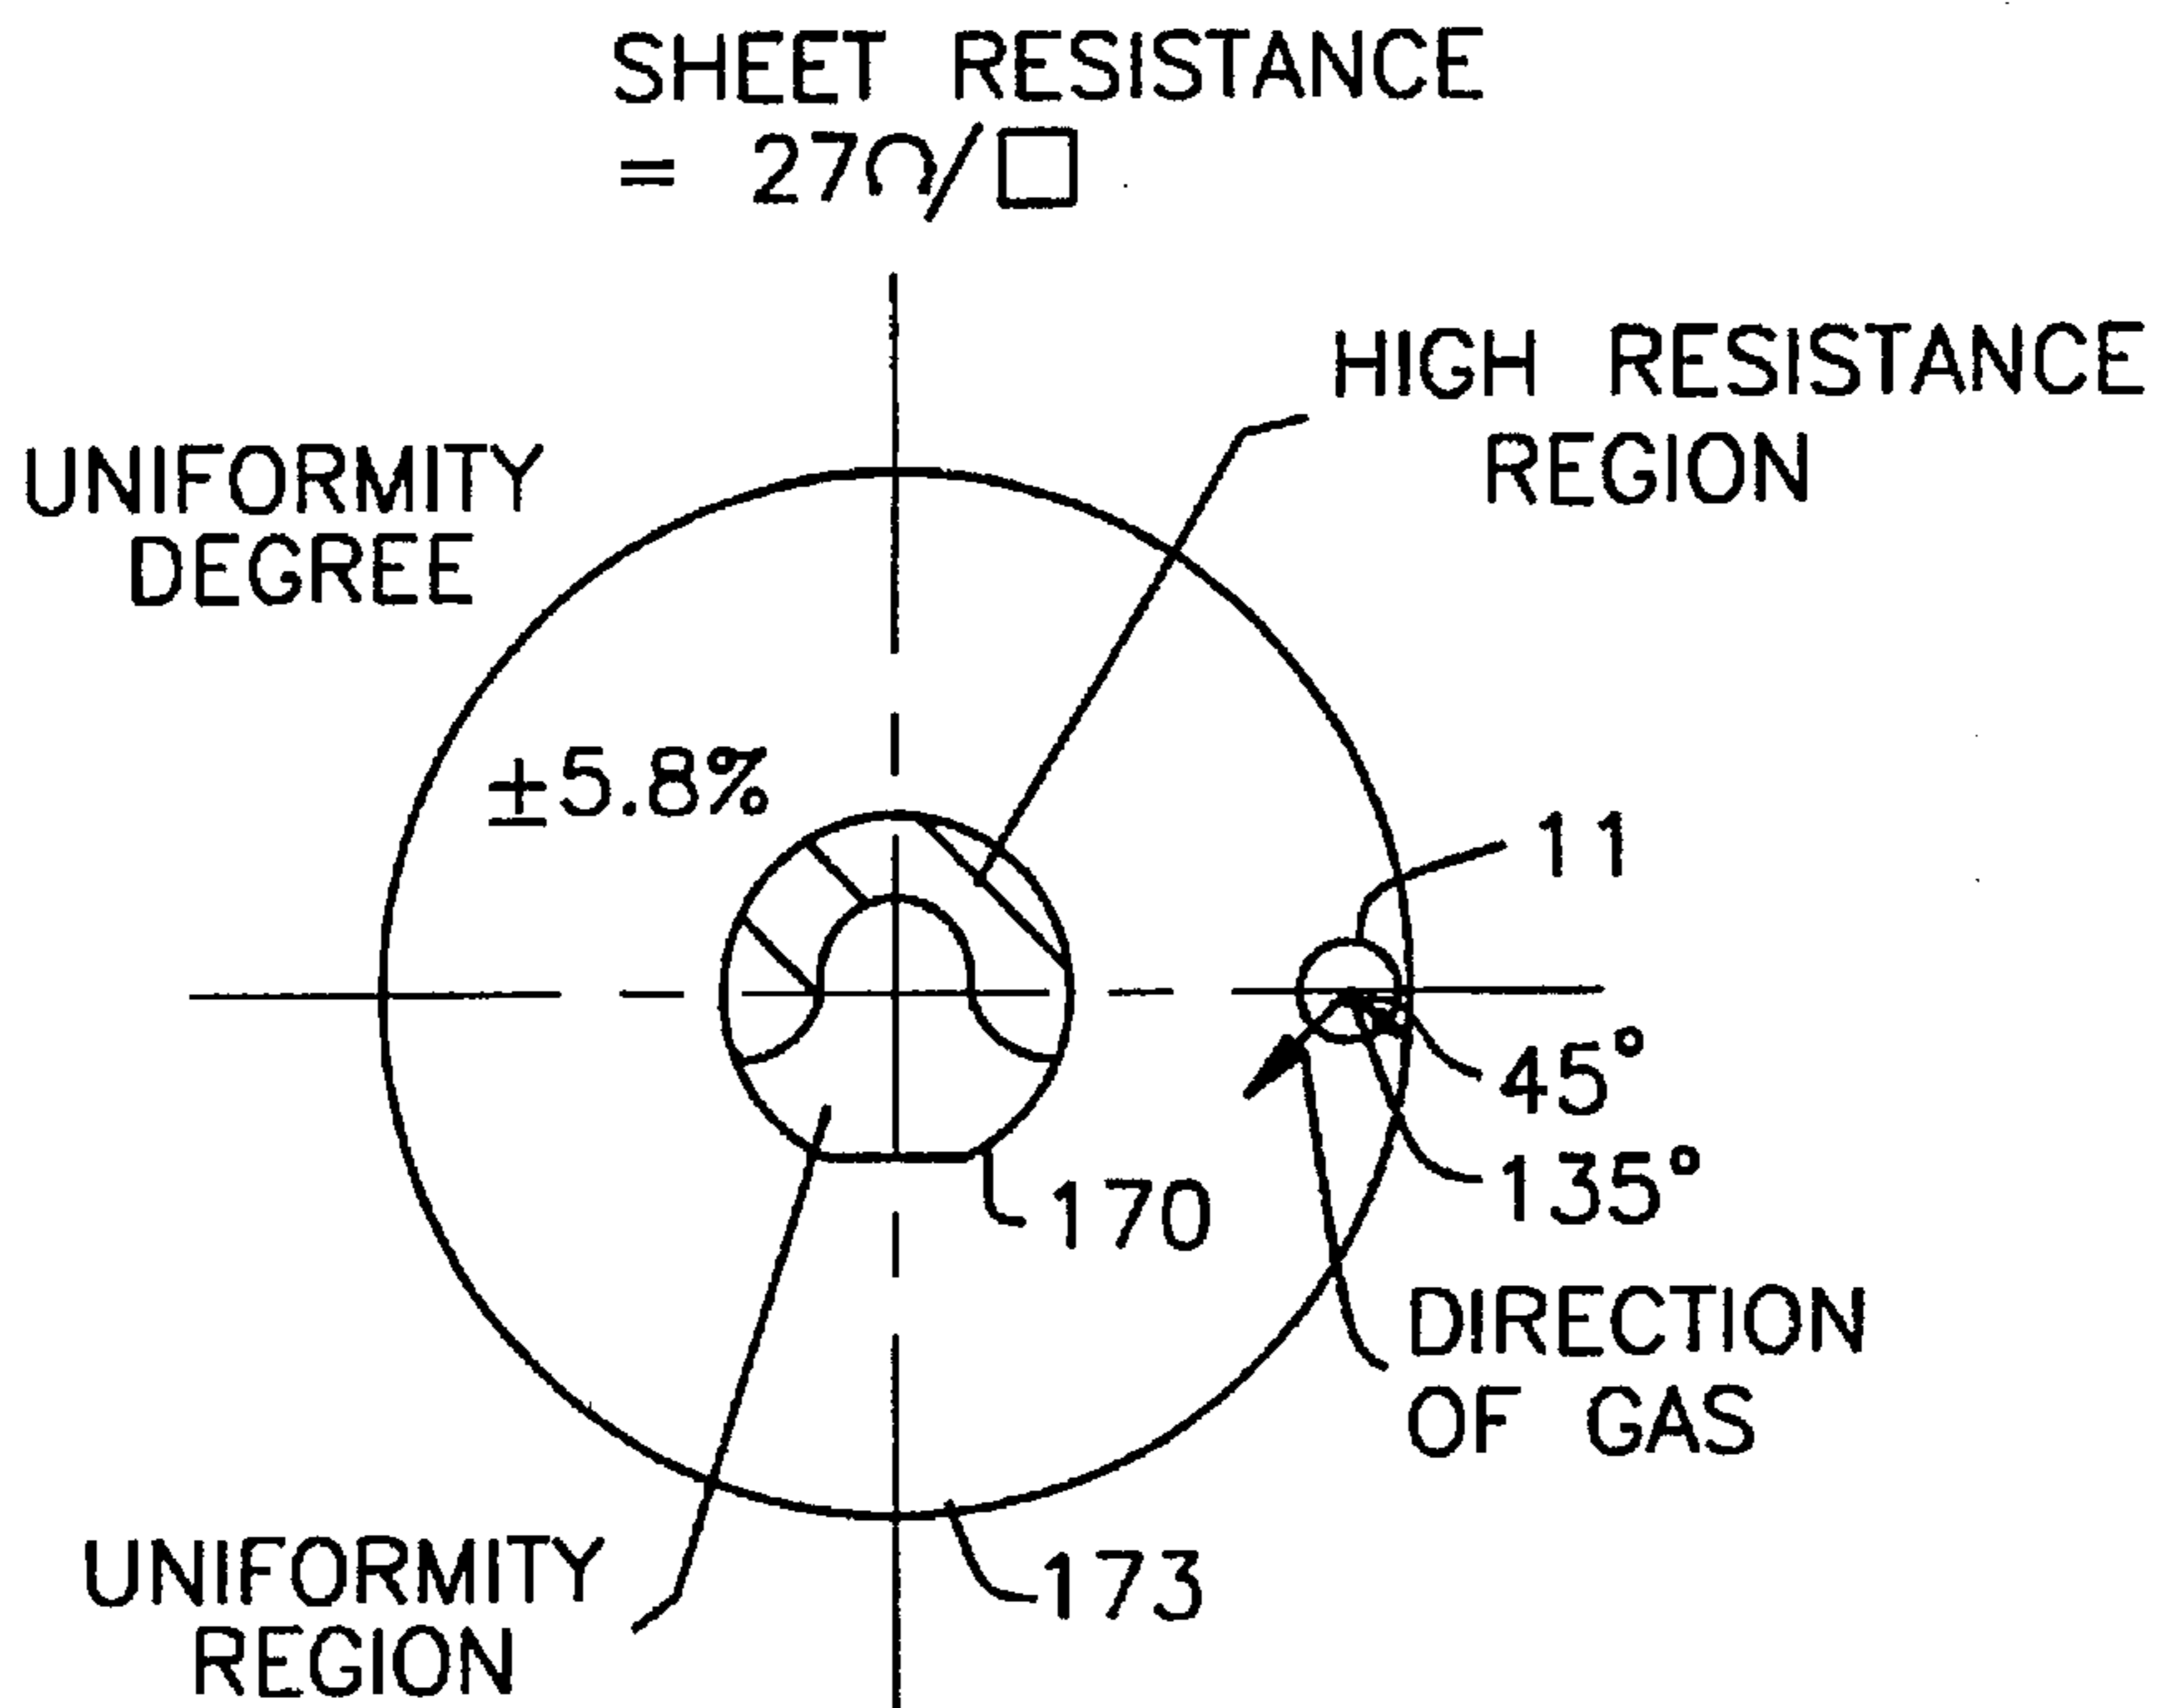 SHEET RESISTANCE
= 27Ω/□
HIGH RESISTANCE
REGION
UNIFORMITY
DEGREE
±5.8%
11
45°
135°
170
DIRECTION
OF GAS
173
UNIFORMITY
REGION